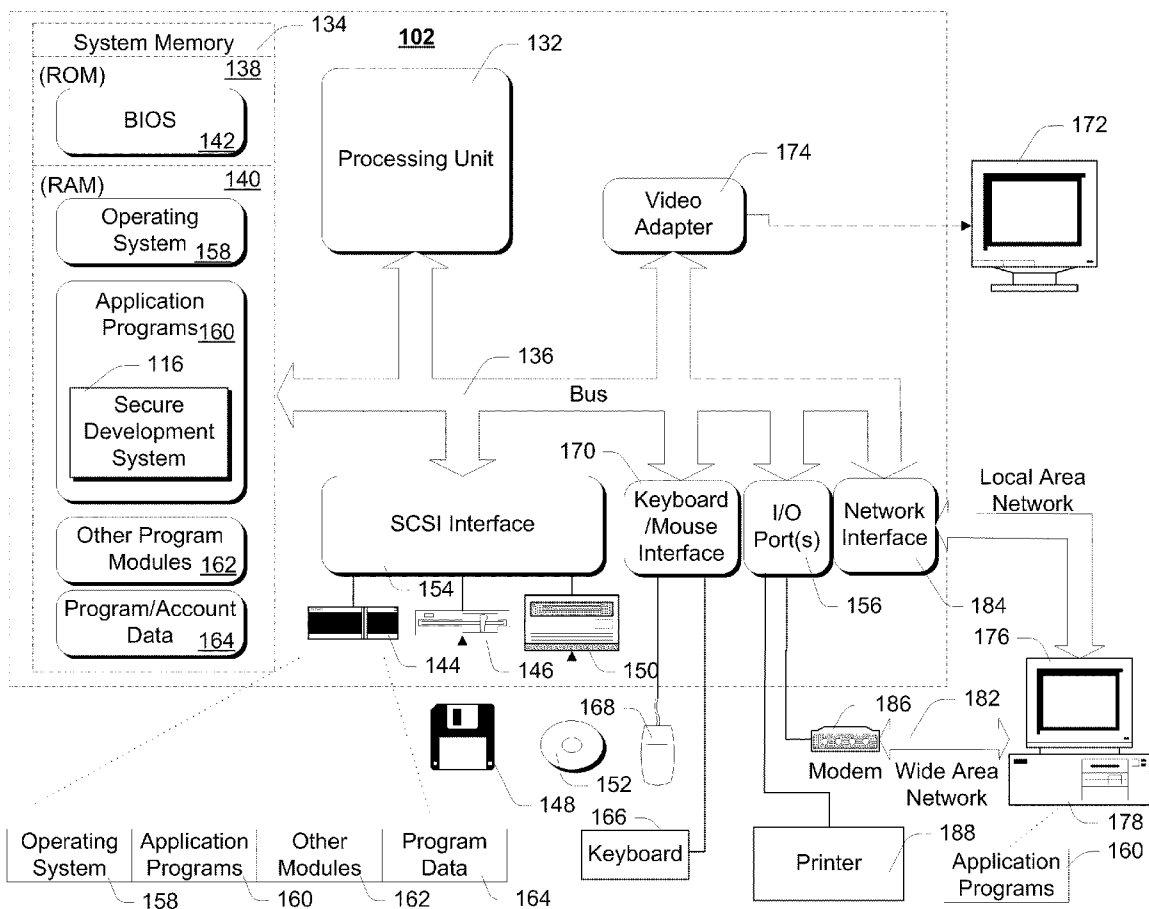 System Memory
134
102
132
(ROM)
138
BIOS
142
Processing Unit
172
174
(RAM)
140
Operating
System
158
Video
Adapter
Application
Programs 160
116
Secure
Development
System
136
Bus
170
Local Area
Network
SCSI Interface
Keyboard
/Mouse
Interface
I/O
Port(s)
Network
Interface
Other Program
Modules 162
154
156
184
Program/Account
Data 164
144
146
150
176
168
186
182
Modem
Wide Area
Network
148
152
166
178
188
Operating
System
Application
Programs
Other
Modules
Program
Data
Keyboard
Printer
Application
Programs
160
158
160
162
164